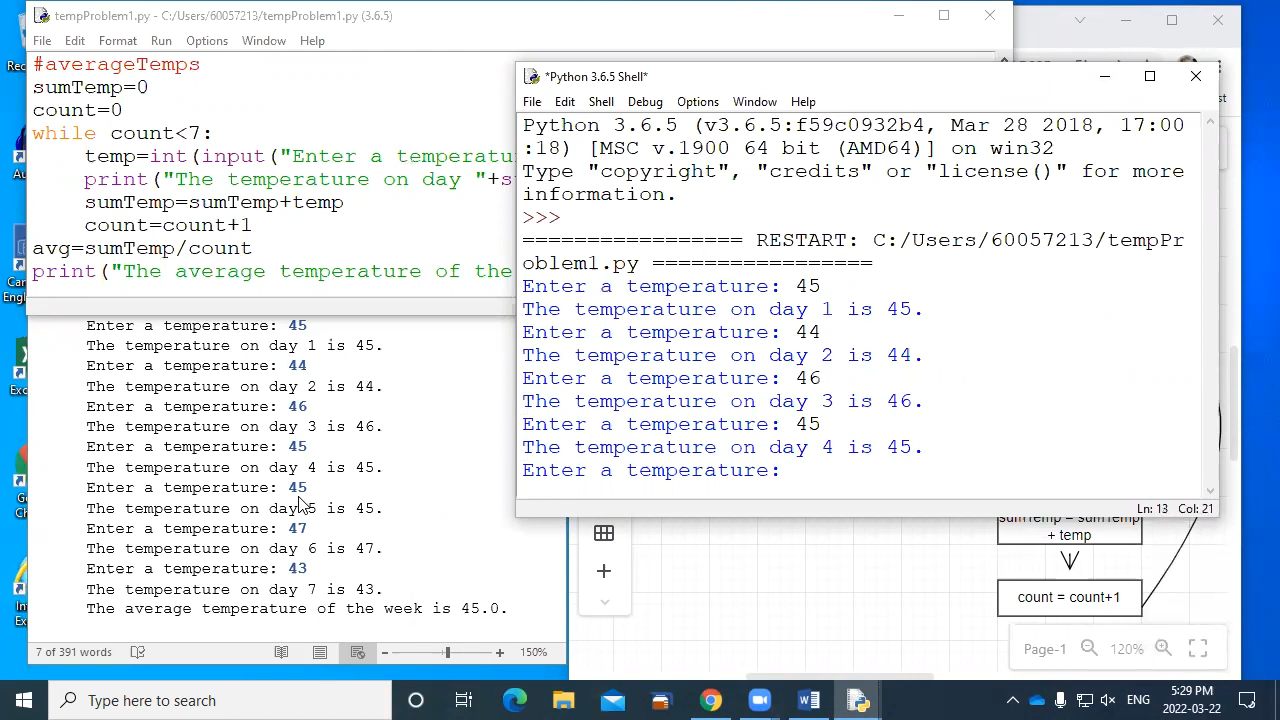 tempProblem1.py - C:/Users/60057213/tempProblem1.py (3.6.5)
File Edit Format Run Options Window Help
#averageTemps
sumTemp=0
count=0
while count<7:
temp=int(input("Enter a temperatu
print("The temperature on day "+s
sumTemp=sumTemp+temp
count=count+1
avg=sumTemp/count
print("The average temperature of the
*Python 3.6.5 Shell*
File Edit Shell Debug Options Window Help
Python 3.6.5 (v3.6.5:f59c0932b4, Mar 28 2018, 17:00
:18) [MSC v.1900 64 bit (AMD64)] on win32
Type "copyright", "credits" or "license()" for more
information.
>>>
================= RESTART: C:/Users/60057213/tempPr
oblem1.py =================
Enter a temperature: 45
The temperature on day 1 is 45.
Enter a temperature: 44
The temperature on day 2 is 44.
Enter a temperature: 46
The temperature on day 3 is 46.
Enter a temperature: 45
The temperature on day 4 is 45.
Enter a temperature:
Ln: 13 Col: 21
Enter a temperature: 45
The temperature on day 1 is 45.
Enter a temperature: 44
The temperature on day 2 is 44.
Enter a temperature: 46
The temperature on day 3 is 46.
Enter a temperature: 45
The temperature on day 4 is 45.
Enter a temperature: 45
The temperature on day 5 is 45.
Enter a temperature: 47
The temperature on day 6 is 47.
Enter a temperature: 43
The temperature on day 7 is 43.
The average temperature of the week is 45.0.
7 of 391 words
150%
sumTemp = sumTemp
+ temp
count = count+1
Page-1 120%
Type here to search
ENG
5:29 PM
2022-03-22